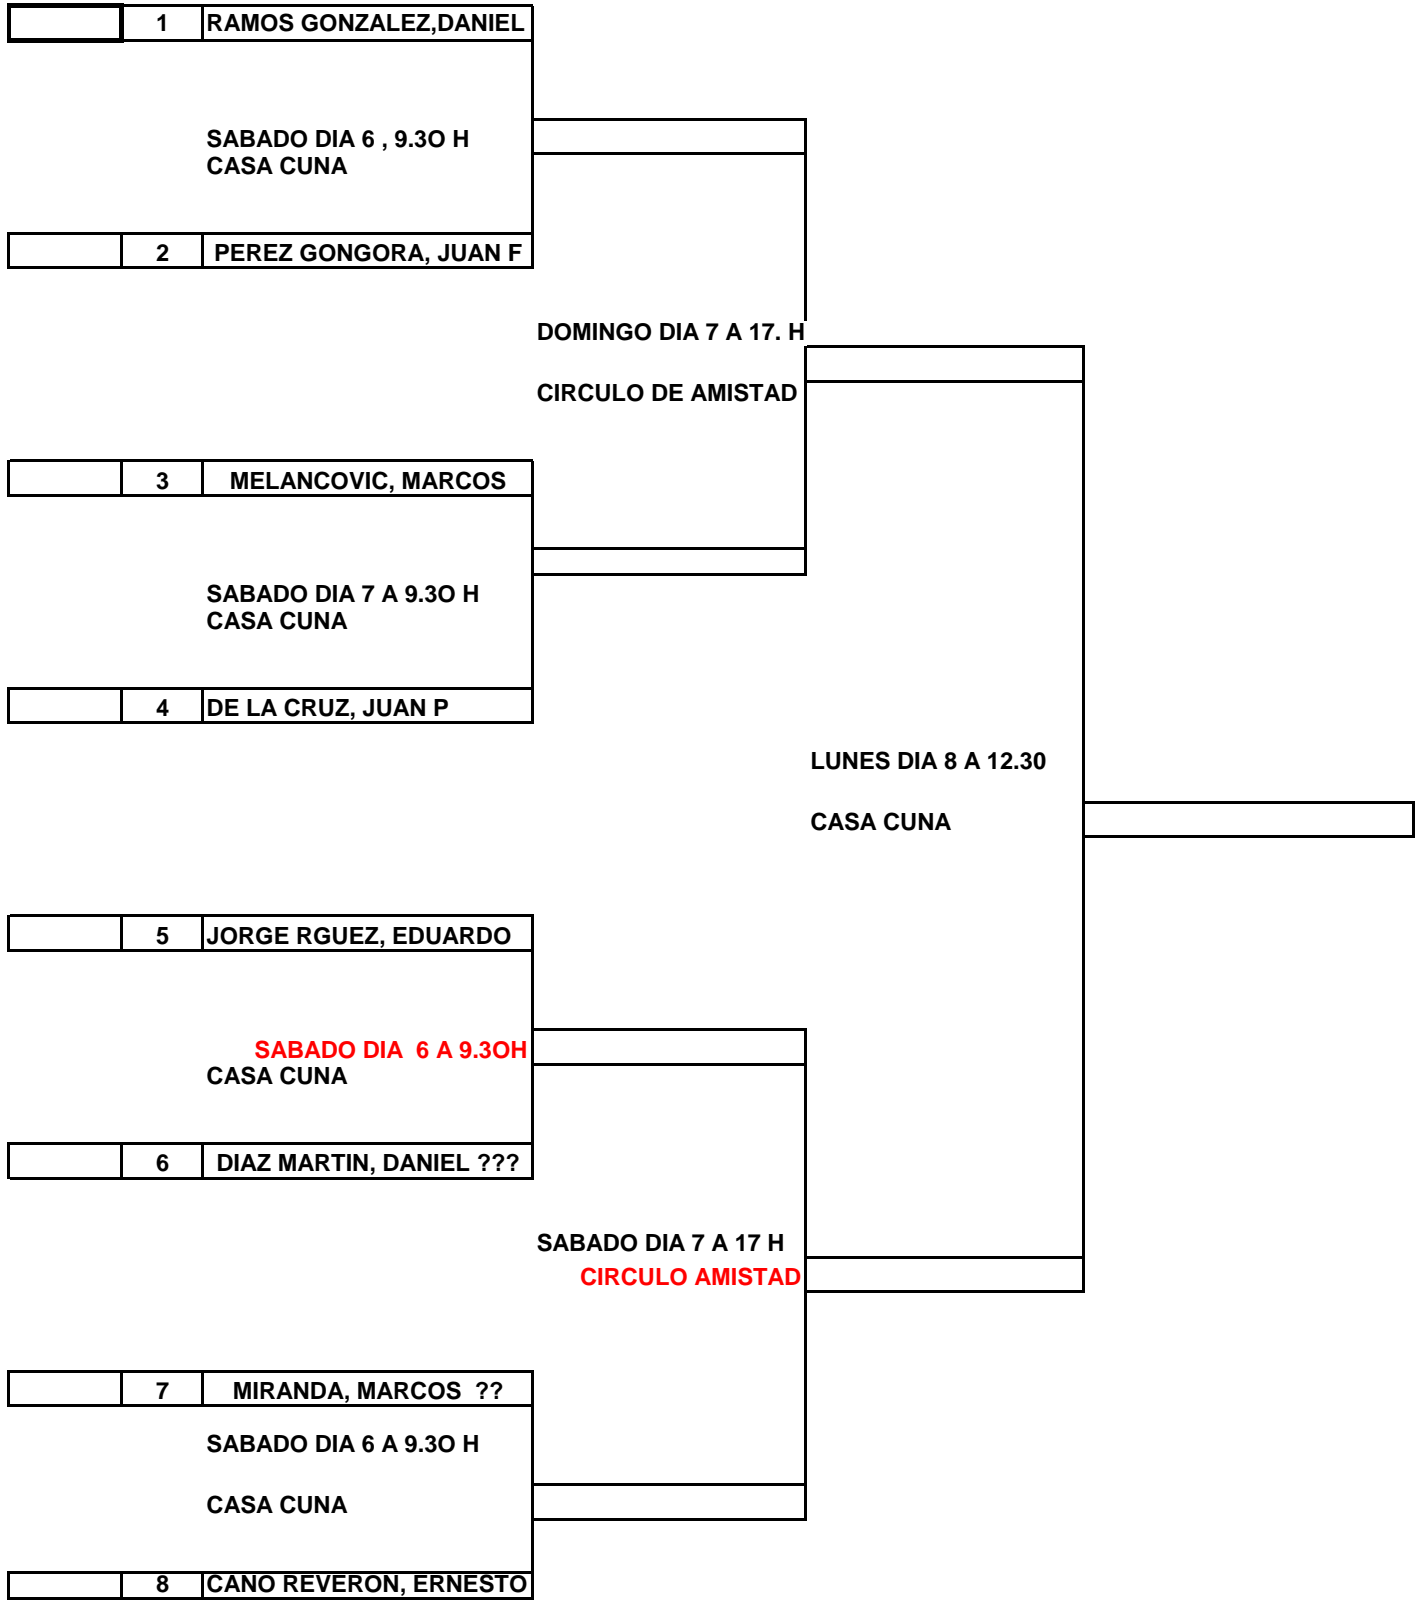 1 RAMOS GONZALEZ,DANIEL
SABADO DIA 6 , 9.3O H
CASA CUNA
2 PEREZ GONGORA, JUAN F
DOMINGO DIA 7 A 17. H
CIRCULO DE AMISTAD
3 MELANCOVIC, MARCOS
SABADO DIA 7 A 9.3O H
CASA CUNA
4 DE LA CRUZ, JUAN P
LUNES DIA 8 A 12.30
CASA CUNA
5 JORGE RGUEZ, EDUARDO
SABADO DIA  6 A 9.3OH
CASA CUNA
6 DIAZ MARTIN, DANIEL ???
SABADO DIA 7 A 17 H
CIRCULO AMISTAD
7 MIRANDA, MARCOS  ??
SABADO DIA 6 A 9.3O H
CASA CUNA
8 CANO REVERON, ERNESTO